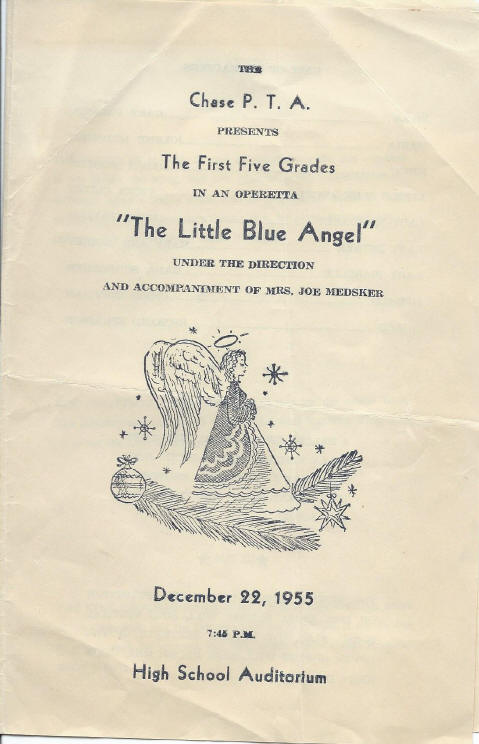 THE
Chase P. T. A.
PRESENTS
The First Five Grades
IN AN OPERETTA
"The Little Blue Angel"
UNDER THE DIRECTION
AND ACCOMPANIMENT OF MRS. JOE MEDSKER
December 22, 1955
7:45 P.M.
High School Auditorium